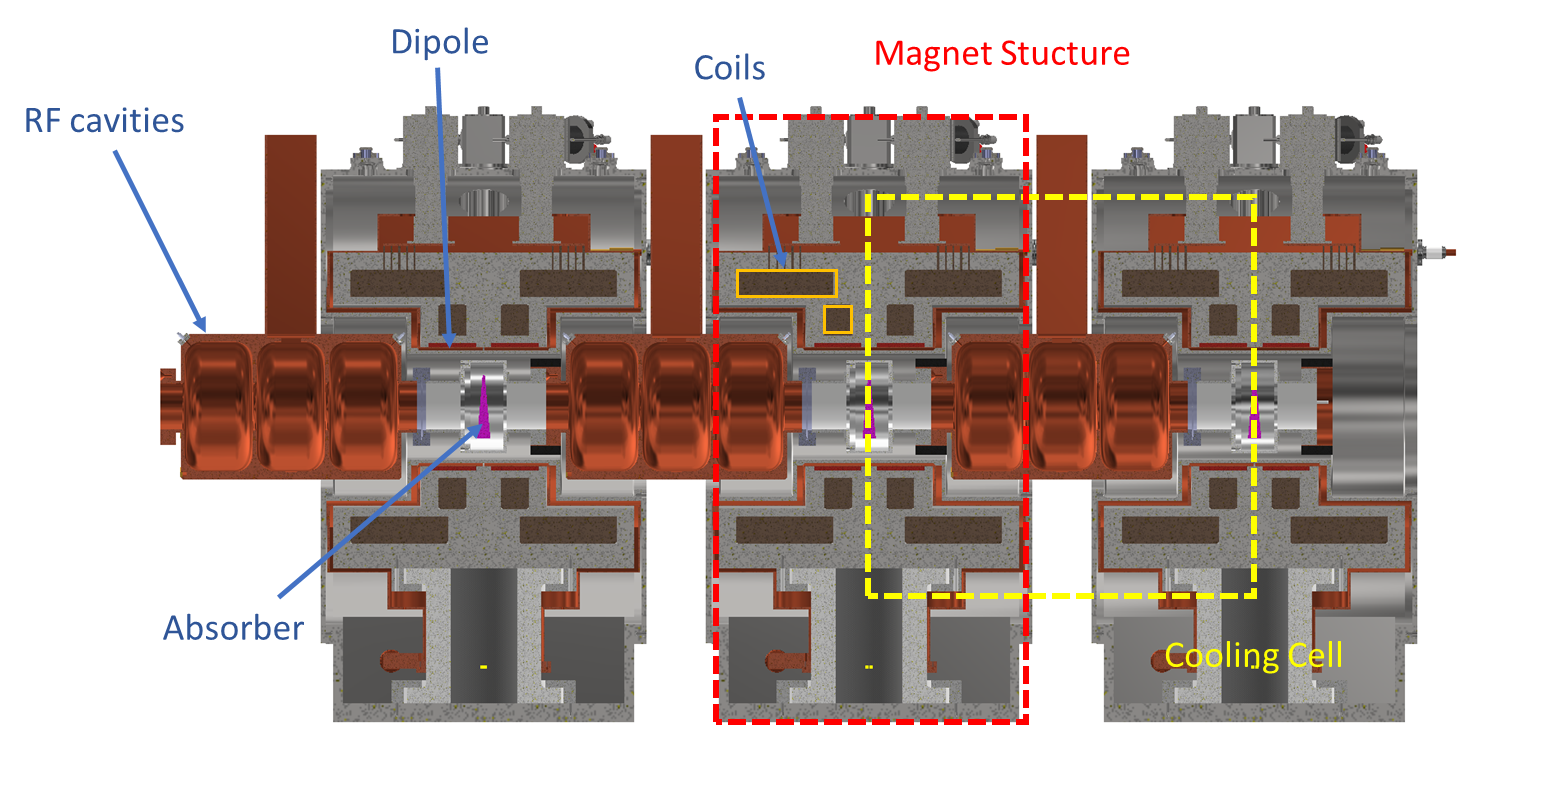 Dipole
Magnet Stucture
Coils
RF cavities
Absorber
Cooling Cell